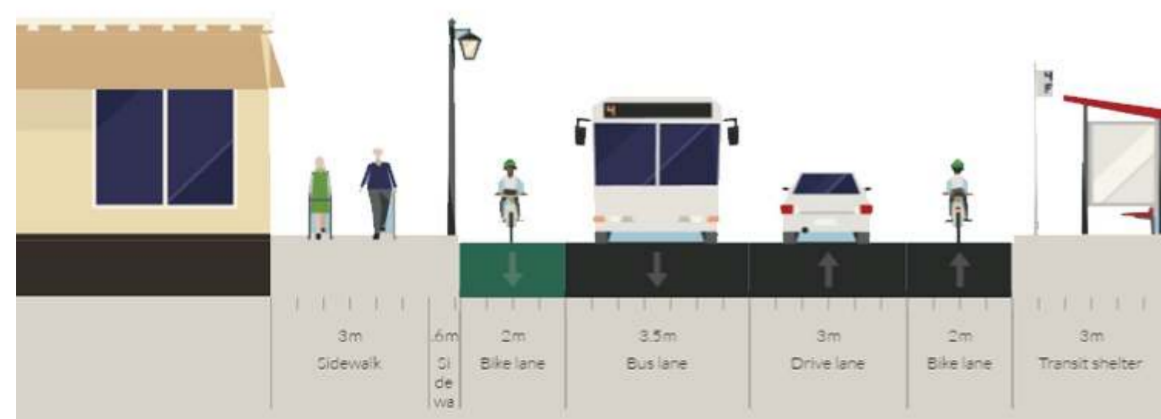 4
3m
Sidewalk
.6m
Si
de
wa
2m
Bike lane
3.5m
Bus lane
3m
Drive lane
2m
Bike lane
3m
Transit shelter